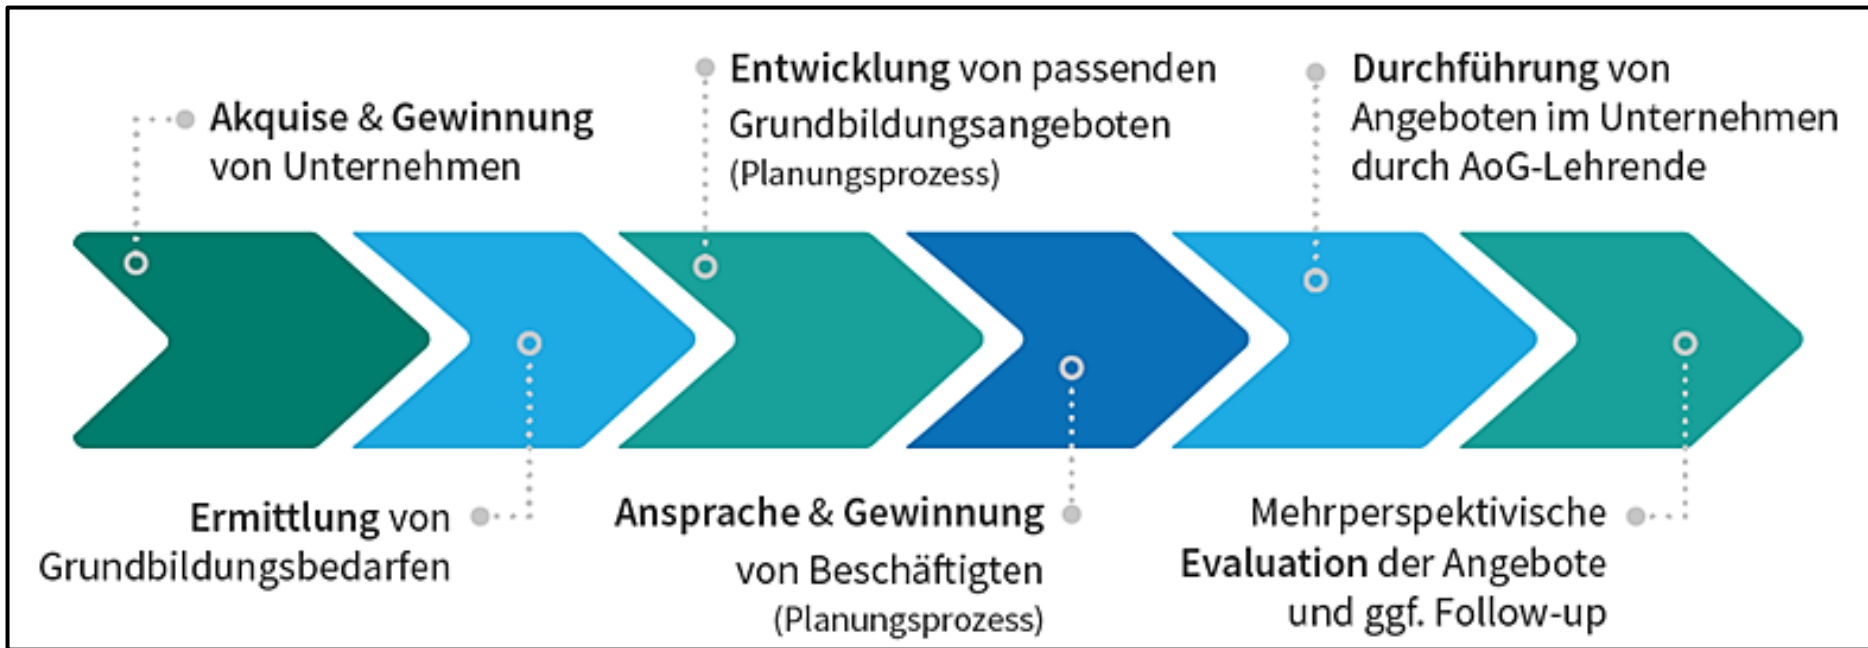 Akquise & Gewinnung
von Unternehmen
Ermittlung von
Grundbildungsbedarfen
Entwicklung von passenden
Grundbildungsangeboten
(Planungsprozess)
Ansprache & Gewinnung
von Beschäftigten
(Planungsprozess)
Durchführung von
Angeboten im Unternehmen
durch AoG-Lehrende
Mehrperspektivische
Evaluation der Angebote
und ggf. Follow-up